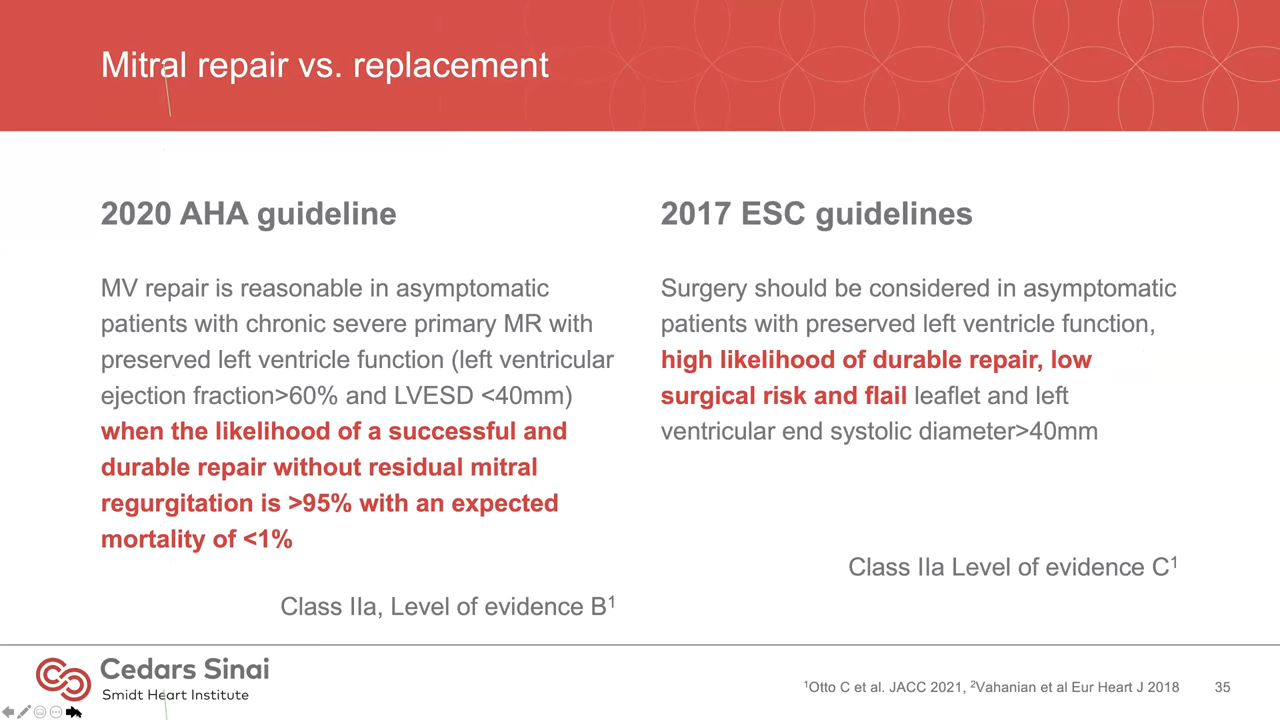 Mitral repair vs. replacement
2020 AHA guideline
MV repair is reasonable in asymptomatic
patients with chronic severe primary MR with
preserved left ventricle function (left ventricular
ejection fraction>60% and LVESD <40mm)
when the likelihood of a successful and
durable repair without residual mitral
regurgitation is >95% with an expected
mortality of <1%
Class IIa, Level of evidence B¹
2017 ESC guidelines
Surgery should be considered in asymptomatic
patients with preserved left ventricle function,
high likelihood of durable repair, low
surgical risk and flail leaflet and left
ventricular end systolic diameter>40mm
Class IIa Level of evidence C¹
Cedars Sinai
Smidt Heart Institute
¹Otto C et al. JACC 2021, ²Vahanian et al Eur Heart J 2018
35